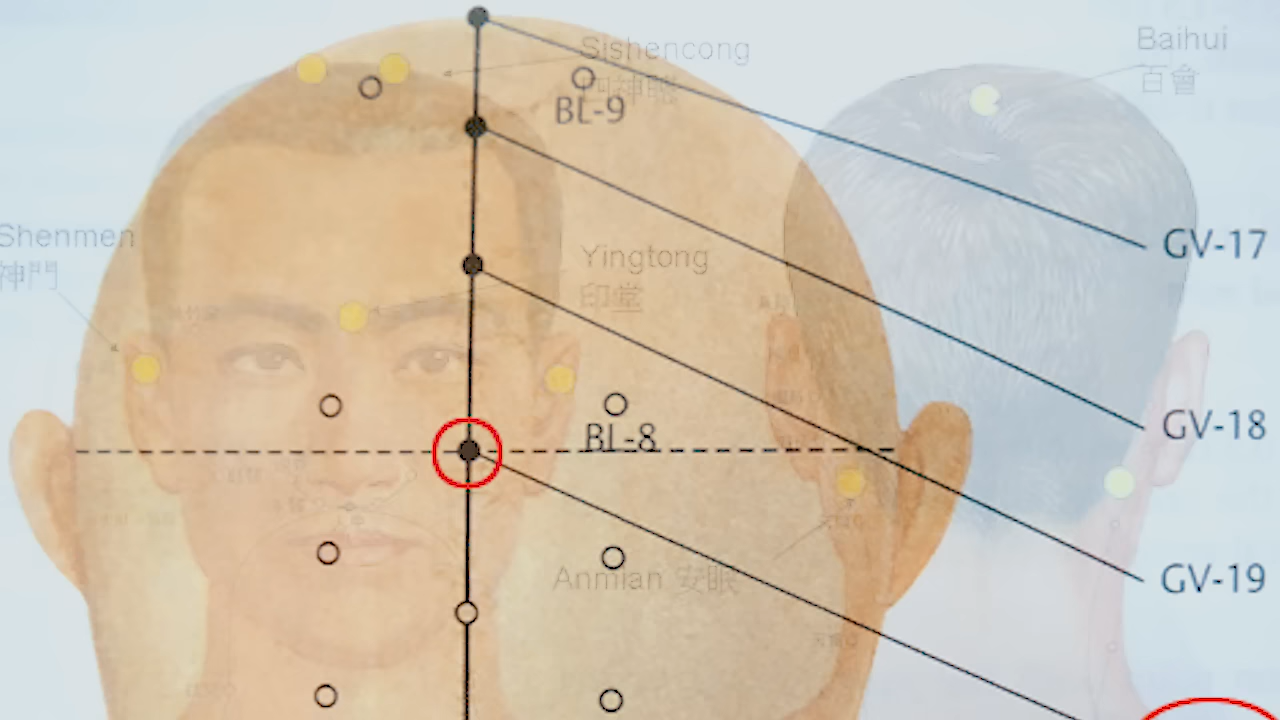 Sishencong
四神聰
Baihui
百會
BL-9
Shenmen
神門
GV-17
Yingtong
印堂
BL-8
GV-18
GV-19
Anmian 安眠